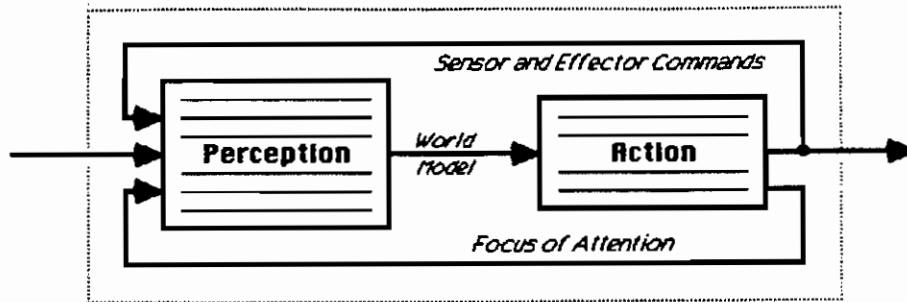 Sensor and Effector Commands
Perception
World
Model
Action
Focus of Attention